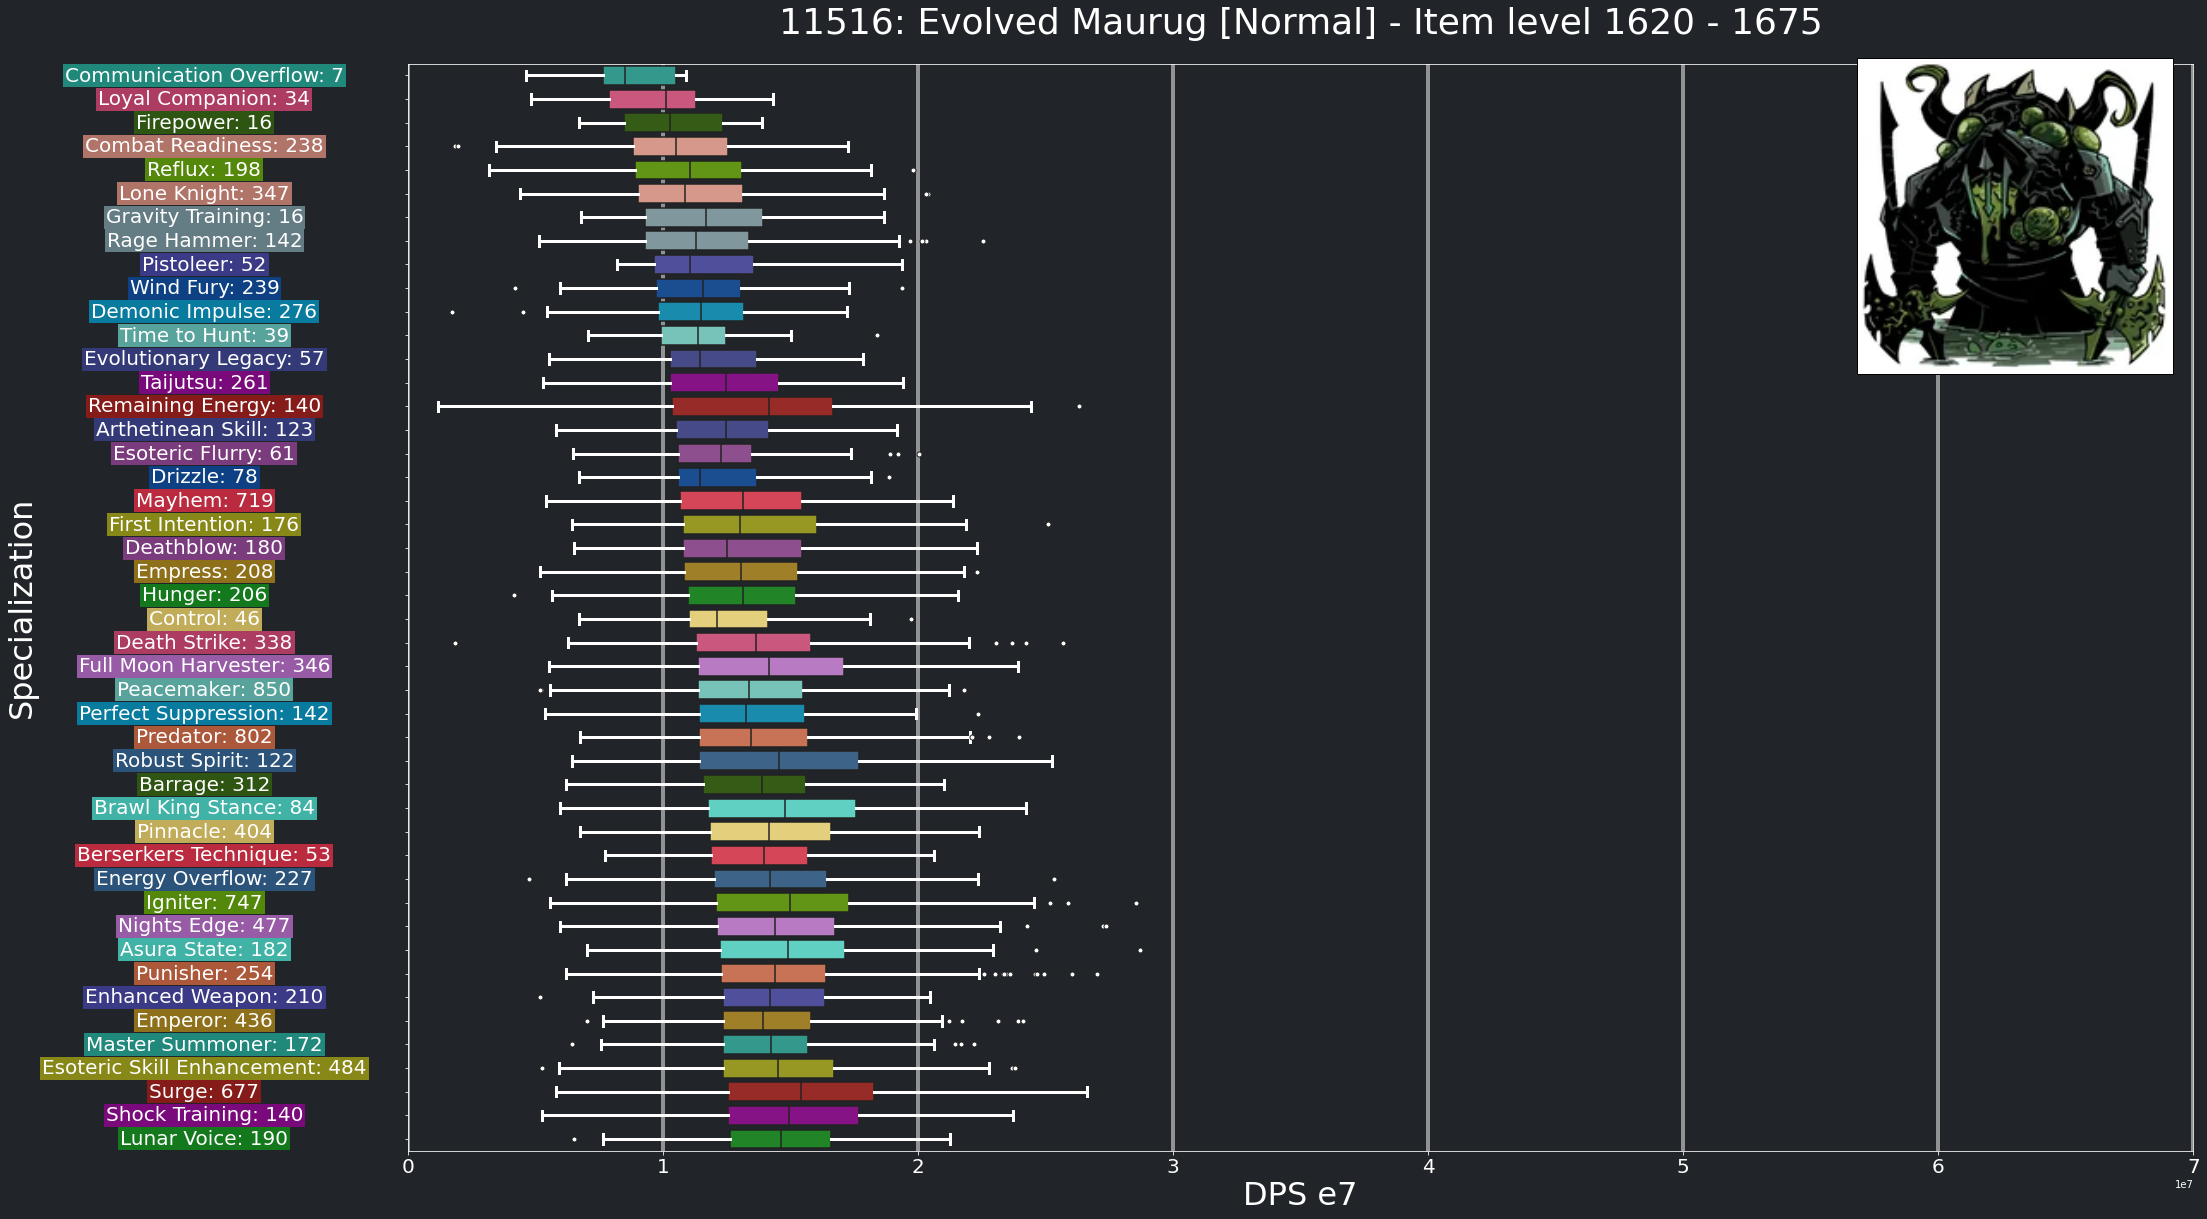 11516: Evolved Maurug [Normal] - Item level 1620 - 1675
Specialization
Communication Overflow: 7
Loyal Companion: 34
Firepower: 16
Combat Readiness: 238
Reflux: 198
Lone Knight: 347
Gravity Training: 16
Rage Hammer: 142
Pistoleer: 52
Wind Fury: 239
Demonic Impulse: 276
Time to Hunt: 39
Evolutionary Legacy: 57
Taijutsu: 261
Remaining Energy: 140
Arthetinean Skill: 123
Esoteric Flurry: 61
Drizzle: 78
Mayhem: 719
First Intention: 176
Deathblow: 180
Empress: 208
Hunger: 206
Control: 46
Death Strike: 338
Full Moon Harvester: 346
Peacemaker: 850
Perfect Suppression: 142
Predator: 802
Robust Spirit: 122
Barrage: 312
Brawl King Stance: 84
Pinnacle: 404
Berserkers Technique: 53
Energy Overflow: 227
Igniter: 747
Nights Edge: 477
Asura State: 182
Punisher: 254
Enhanced Weapon: 210
Emperor: 436
Master Summoner: 172
Esoteric Skill Enhancement: 484
Surge: 677
Shock Training: 140
Lunar Voice: 190
0 1 2 3 4 5 6 7
1e7
DPS e7